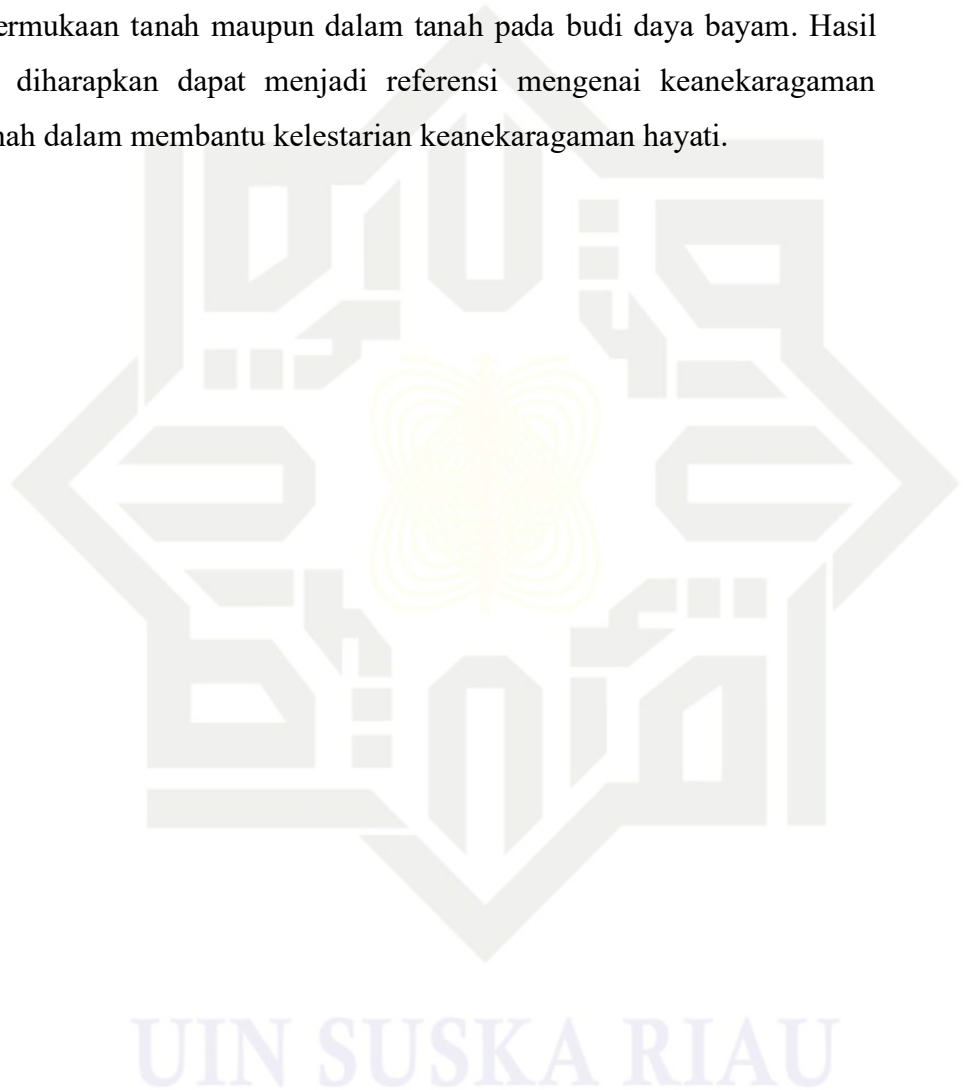 ermukaan tanah maupun dalam tanah pada budi daya bayam. Hasil
diharapkan dapat menjadi referensi mengenai keanekaragaman
nah dalam membantu kelestarian keanekaragaman hayati.
UIN SUSKA RIAU